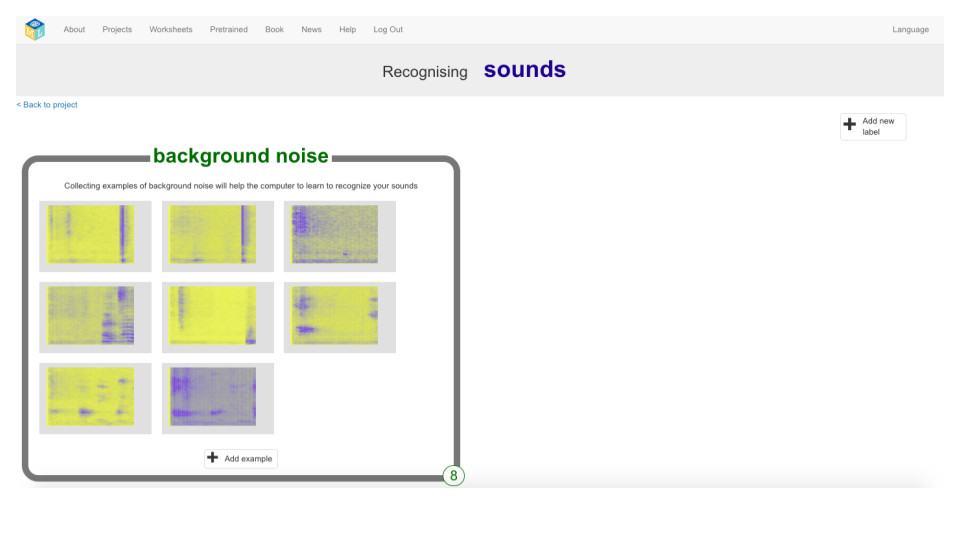 About Projects Worksheets Pretrained Book News Help Log Out Language
Recognising sounds
< Back to project
Add new
label
background noise
Collecting examples of background noise will help the computer to learn to recognize your sounds
Add example
8